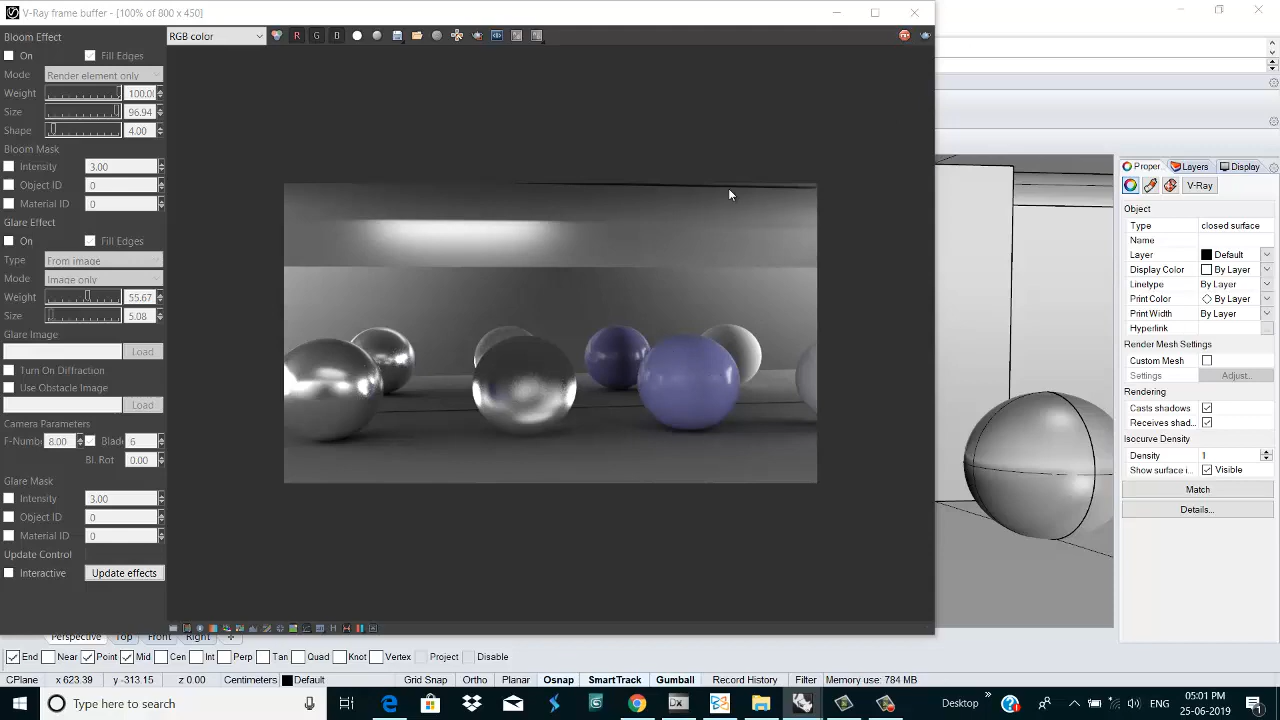 V-Ray frame buffer - [100% of 800 x 450]
RGB color
R G B
Bloom Effect
On Fill Edges
Mode Render element only
Weight 100.0
Size 96.94
Shape 4.00
Bloom Mask
Intensity 3.00
Object ID 0
Material ID 0
Glare Effect
On Fill Edges
Type From image
Mode Image only
Weight 55.67
Size 5.08
Glare Image
Load
Turn On Diffraction
Use Obstacle Image
Load
Camera Parameters
F-Numb 8.00 Blade 6
Bl. Rot 0.00
Glare Mask
Intensity 3.00
Object ID 0
Material ID 0
Update Control
Interactive Update effects
Proper Layers Display
V-Ray
Object
Type closed surface
Name
Layer Default
Display Color By Layer
Linetype By Layer
Print Color By Layer
Print Width By Layer
Hyperlink ...
Render Mesh Settings
Custom Mesh
Settings Adjust..
Rendering
Casts shadows
Receives shad..
Isocurve Density
Density 1
Show surface i.. Visible
Match
Details...
Perspective Top Front Right
End Near Point Mid Cen Int Perp Tan Quad Knot Vertex Project Disable
CPlane x 623.39 y -313.15 z 0.00 Centimeters Default Grid Snap Ortho Planar Osnap SmartTrack Gumball Record History Filter Memory use: 784 MB
Type here to search
Desktop » ENG 05:01 PM
25-06-2019